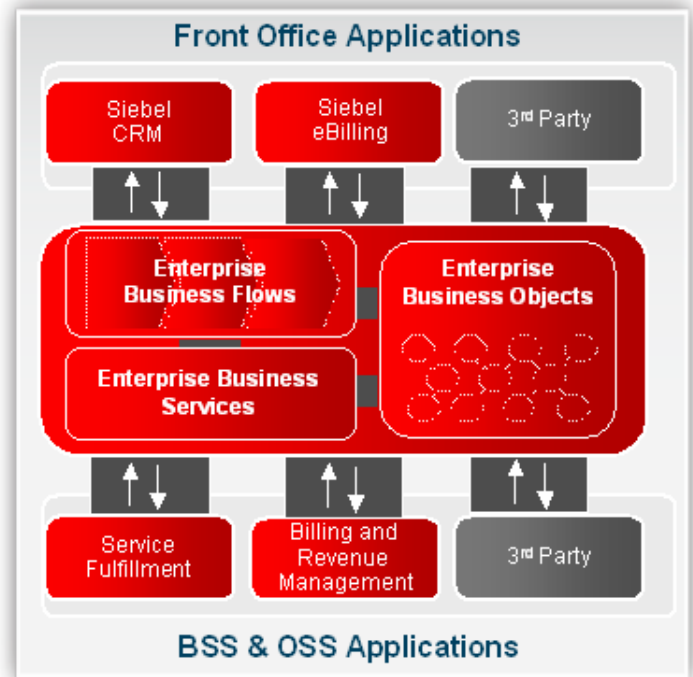 Front Office Applications
Siebel
CRM
Siebel
eBilling
3rd Party
Enterprise
Business Flows
Enterprise
Business Objects
Enterprise Business
Services
Service
Fulfillment
Billing and
Revenue
Management
3rd Party
BSS & OSS Applications